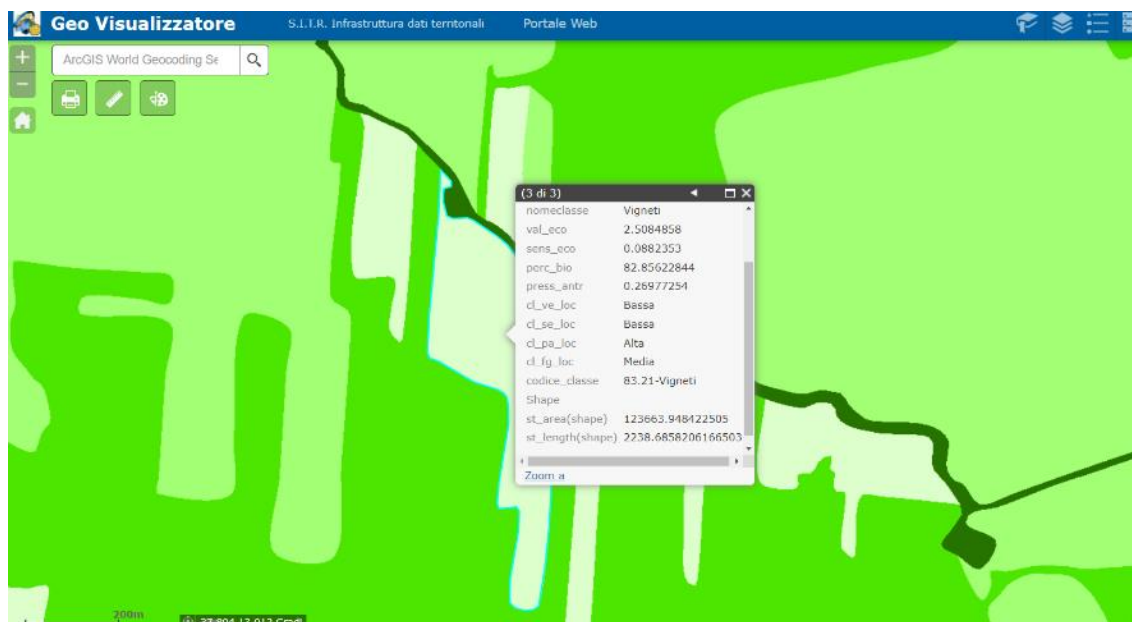 Geo Visualizzatore S.I.T.R. Infrastruttura dati territonali Portale Web
ArcGIS World Geocoding Se
(3 di 3)
nomeclasse Vigneti
val_eco 2.5084858
sens_eco 0.0882353
perc_bio 82.85622844
press_antr 0.26977254
cl_ve_loc Bassa
cl_se_loc Bassa
cl_pa_loc Alta
cl_fg_loc Media
codice_classe 83.21-Vigneti
Shape
st_area(shape) 123663.948422505
st_length(shape) 2238.6858206166503
Zoom a
200m
Gradi